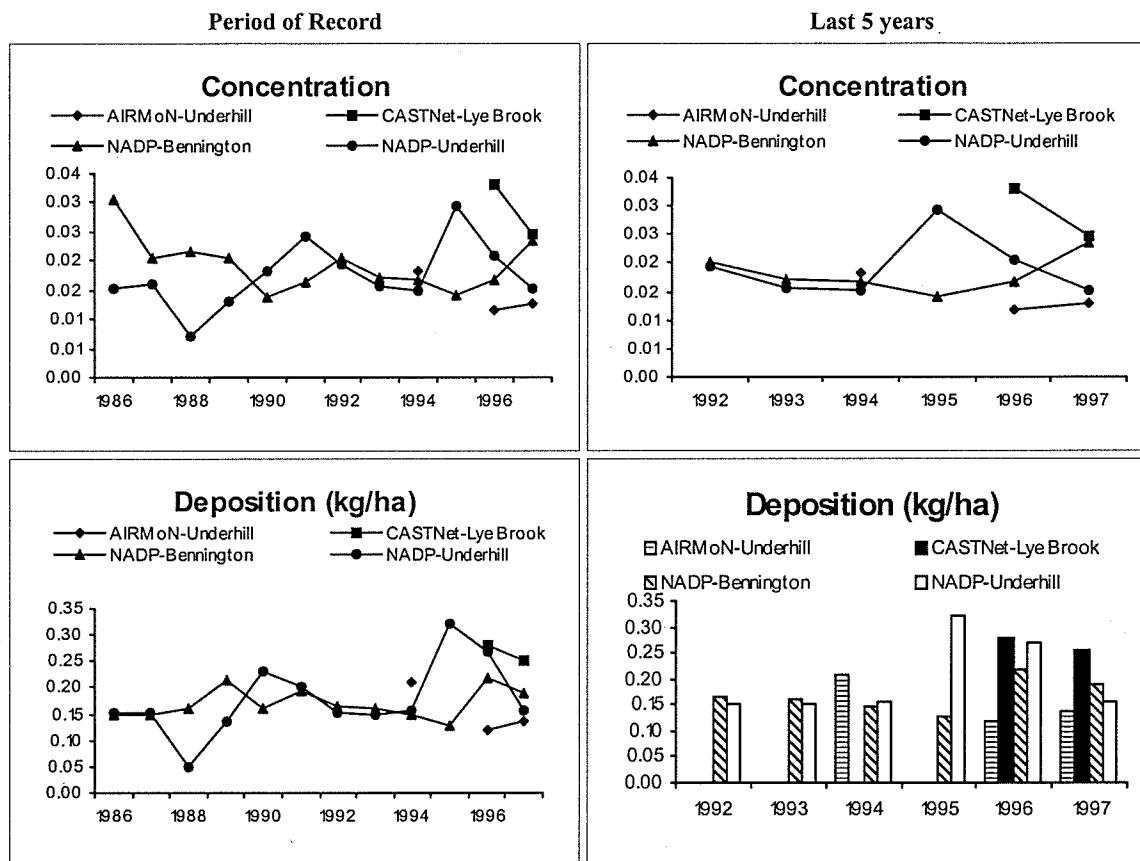 Period of Record
Last 5 years
Concentration
AIRMoN-Underhill CASTNet-Lye Brook
NADP-Bennington NADP-Underhill
0.04
0.03
0.03
0.02
0.02
0.01
0.01
0.00
1986 1988 1990 1992 1994 1996
Concentration
AIRMoN-Underhill CASTNet-Lye Brook
NADP-Bennington NADP-Underhill
0.04
0.03
0.03
0.02
0.02
0.01
0.01
0.00
1992 1993 1994 1995 1996 1997
Deposition (kg/ha)
AIRMoN-Underhill CASTNet-Lye Brook
NADP-Bennington NADP-Underhill
0.35
0.30
0.25
0.20
0.15
0.10
0.05
0.00
1986 1988 1990 1992 1994 1996
Deposition (kg/ha)
AIRMoN-Underhill CASTNet-Lye Brook
NADP-Bennington NADP-Underhill
0.35
0.30
0.25
0.20
0.15
0.10
0.05
0.00
1992 1993 1994 1995 1996 1997